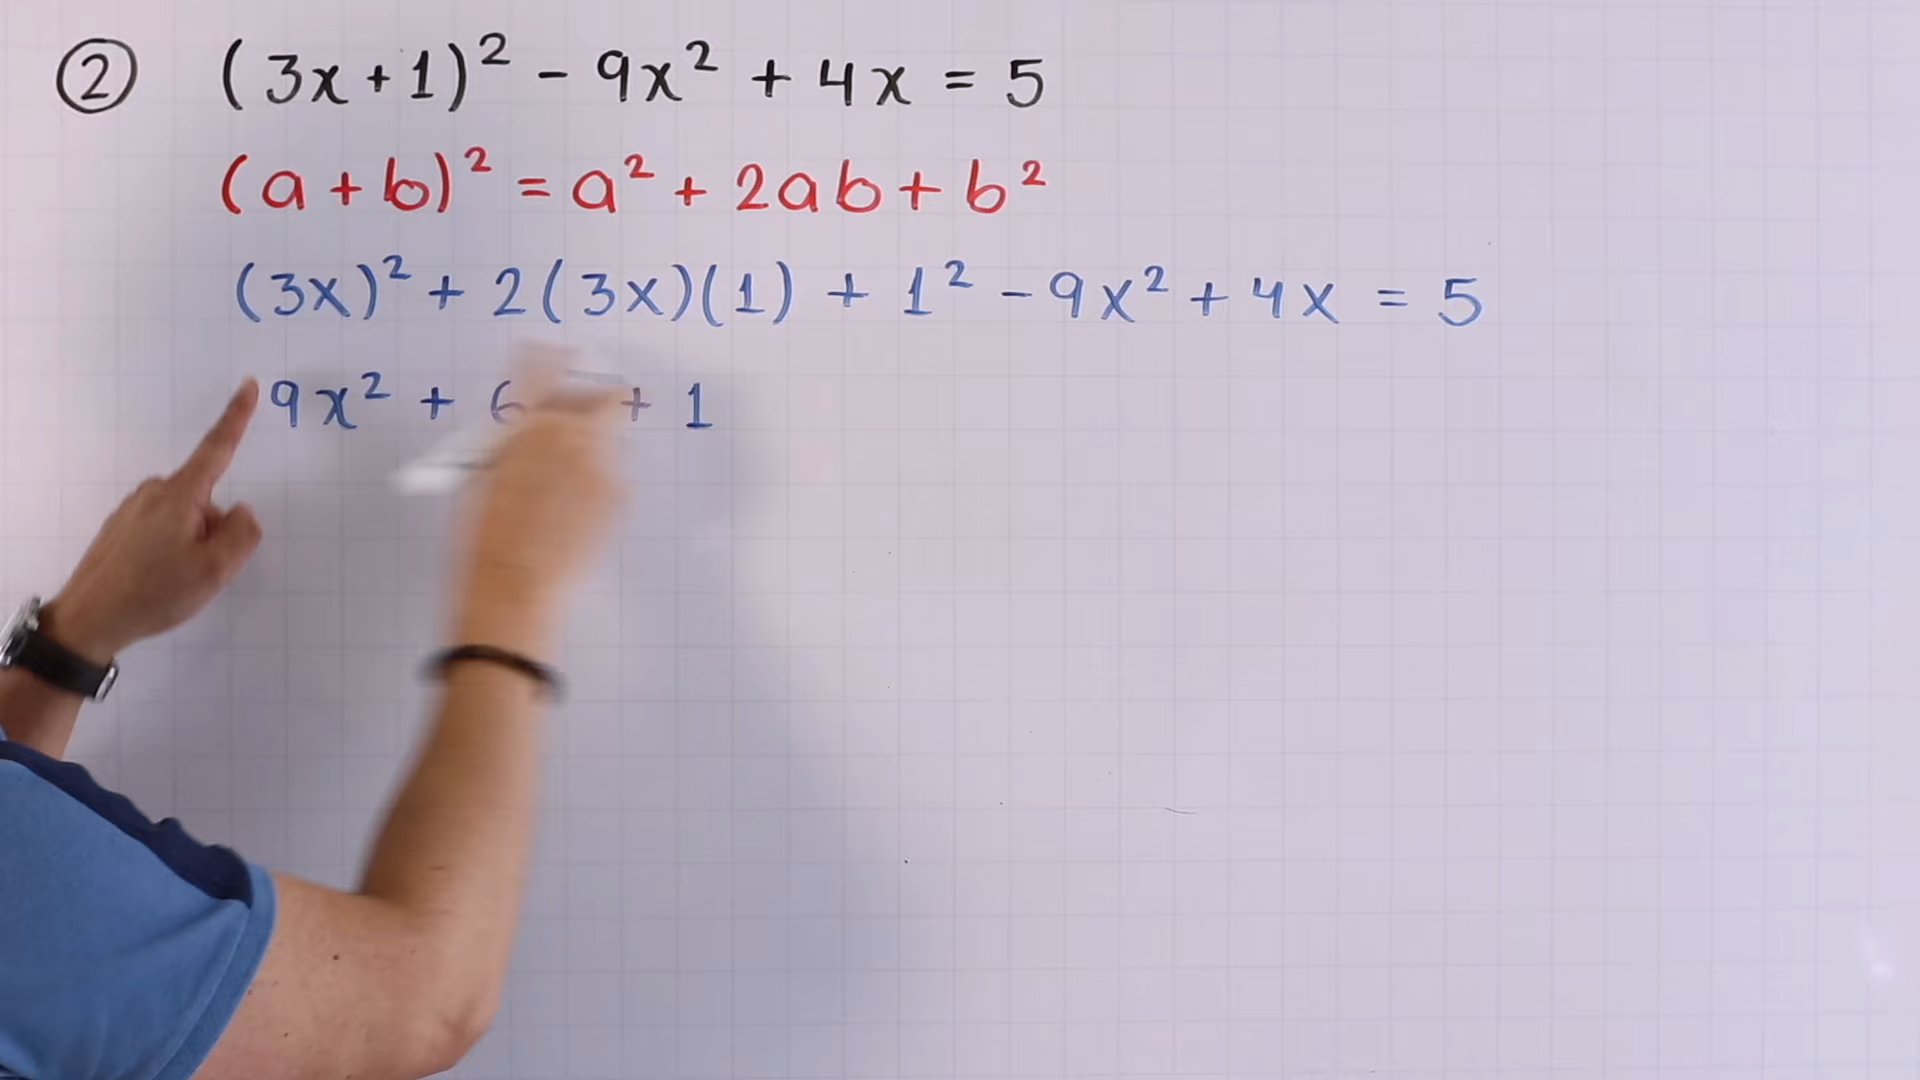 ② (3x+1)² - 9x² + 4x = 5
(a+b)² = a² + 2ab + b²
(3x)² + 2(3x)(1) + 1² - 9x² + 4x = 5
9x² + 6 + 1